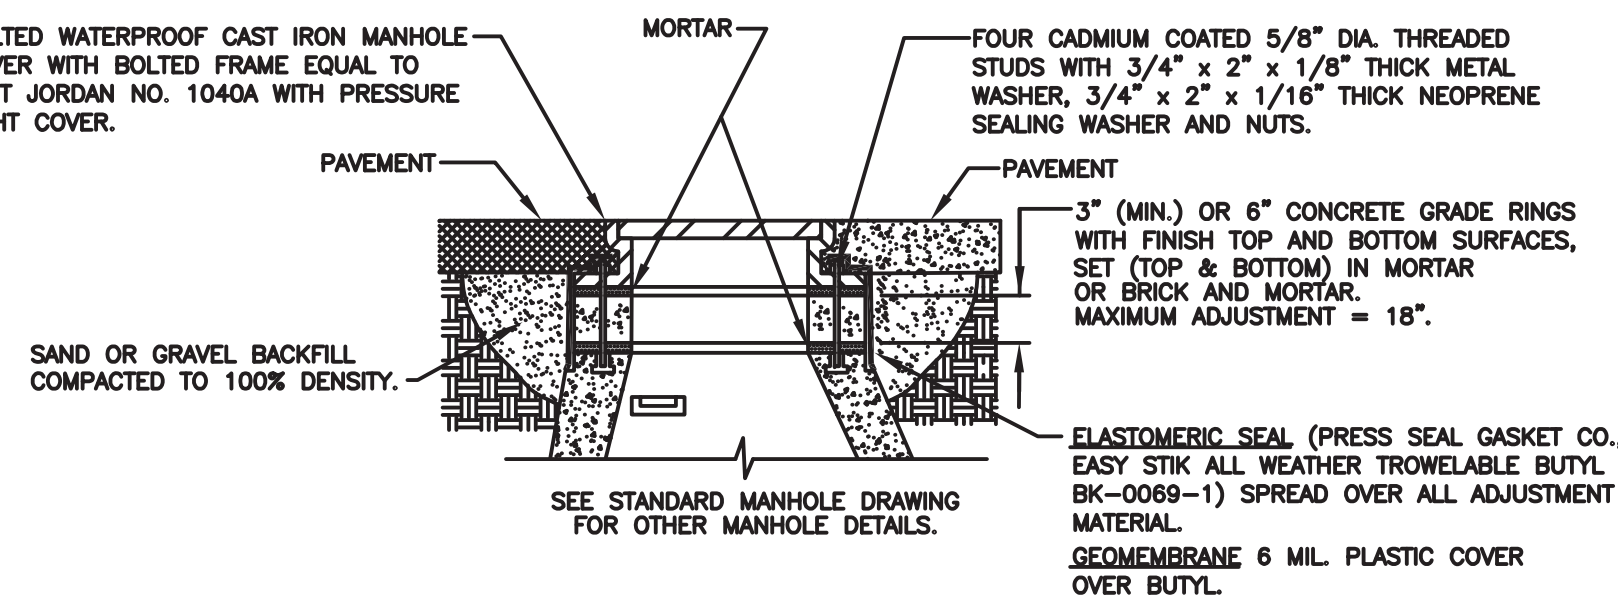 WATERPROOF CAST IRON MANHOLE
WITH BOLTED FRAME EQUAL TO
JORDAN NO. 1040A WITH PRESSURE
COVER.
MORTAR
FOUR CADMIUM COATED 5/8" DIA. THREADED
STUDS WITH 3/4" x 2" x 1/8" THICK METAL
WASHER, 3/4" x 2" x 1/16" THICK NEOPRENE
SEALING WASHER AND NUTS.
PAVEMENT
PAVEMENT
3" (MIN.) OR 6" CONCRETE GRADE RINGS
WITH FINISH TOP AND BOTTOM SURFACES,
SET (TOP & BOTTOM) IN MORTAR
OR BRICK AND MORTAR.
MAXIMUM ADJUSTMENT = 18".
SAND OR GRAVEL BACKFILL
COMPACTED TO 100% DENSITY.
SEE STANDARD MANHOLE DRAWING
FOR OTHER MANHOLE DETAILS.
ELASTOMERIC SEAL (PRESS SEAL GASKET CO.,
EASY STIK ALL WEATHER TROWELABLE BUTYL
BK-0069-1) SPREAD OVER ALL ADJUSTMENT
MATERIAL.
GEOMEMBRANE 6 MIL. PLASTIC COVER
OVER BUTYL.